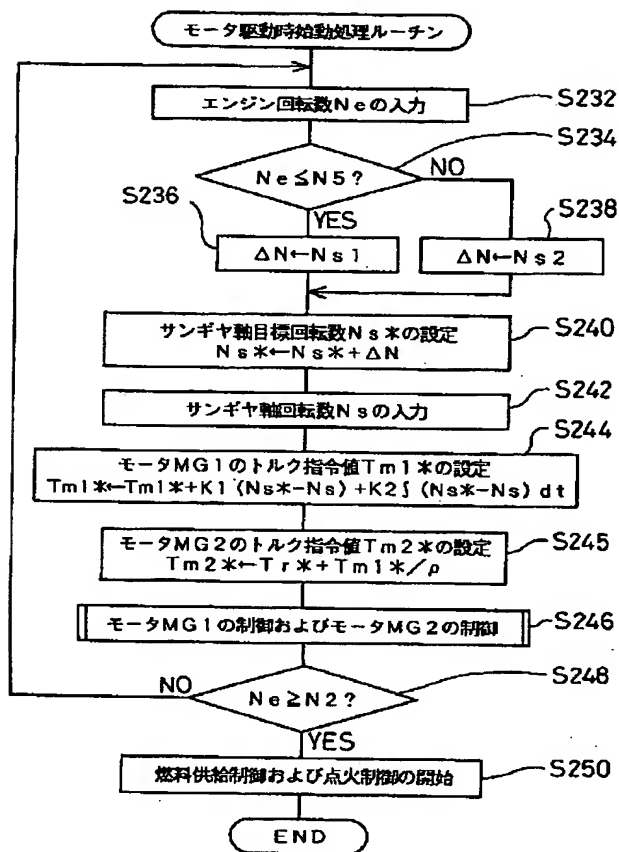 モータ駆動時始動処理ルーチン
エンジン回転数Neの入力
S232
S234
Ne≦N5?
NO
S236
YES
S238
ΔN←Ns1
ΔN←Ns2
サンギヤ軸目標回転数Ns*の設定
Ns*←Ns*+ΔN
S240
サンギヤ軸回転数Nsの入力
S242
S244
モータMG1のトルク指令値Tm1*の設定
Tm1*←Tm1*+K1(Ns*-Ns)+K2∫(Ns*-Ns)dt
モータMG2のトルク指令値Tm2*の設定
Tm2*←Tr*+Tm1*/ρ
S245
モータMG1の制御およびモータMG2の制御
S246
NO
Ne≧N2?
S248
YES
燃料供給制御および点火制御の開始
S250
END